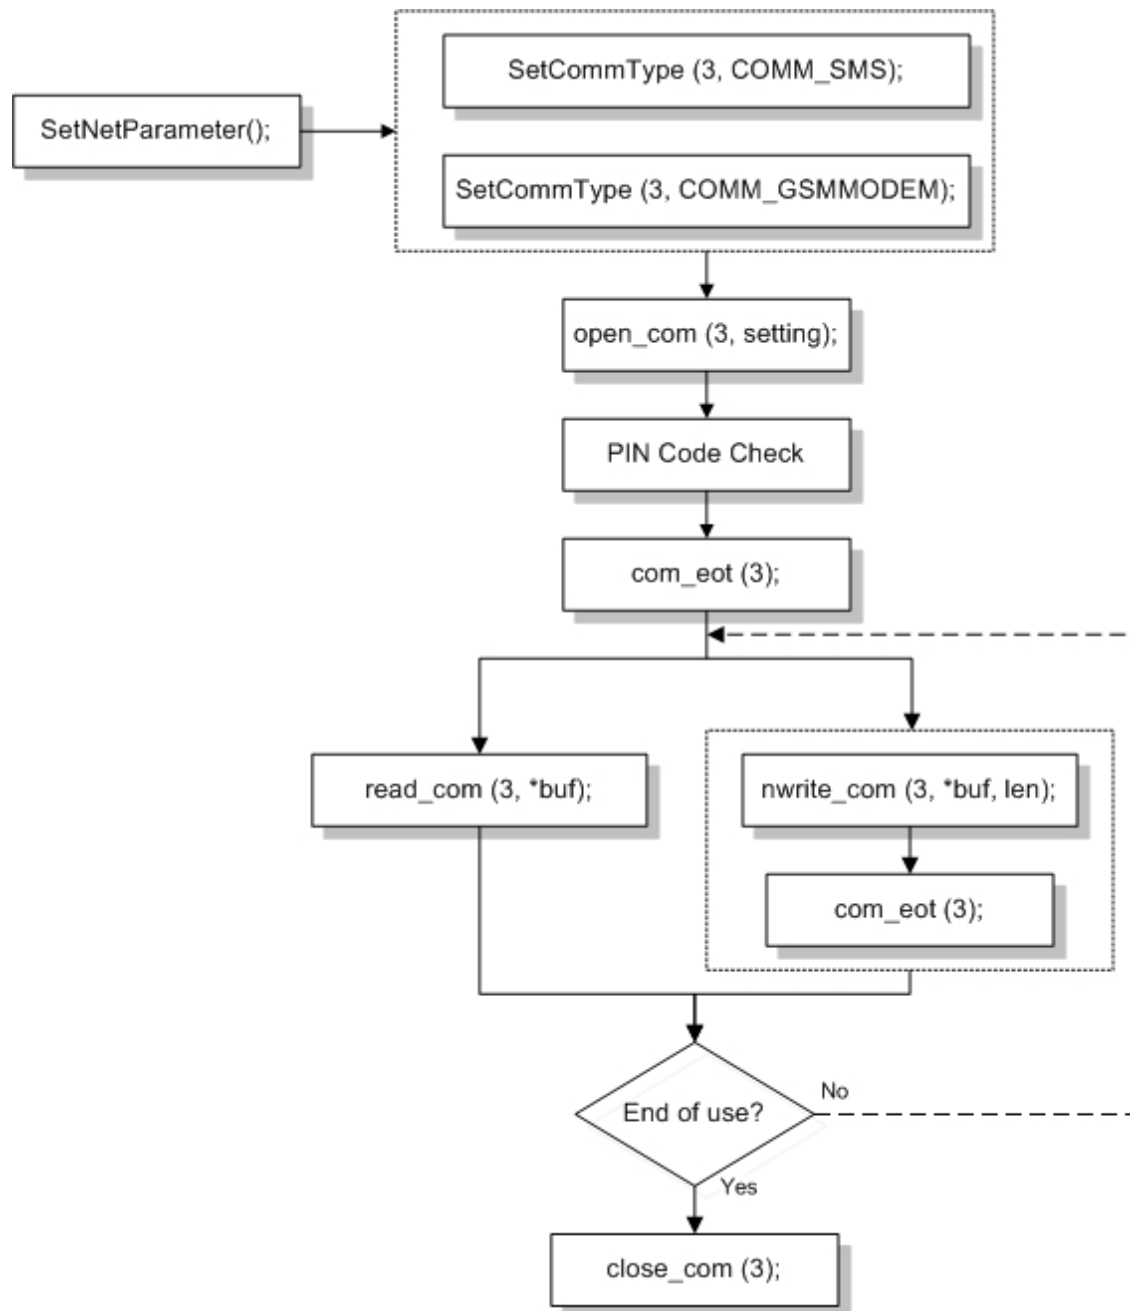 SetCommType (3, COMM_SMS);
SetNetParameter();
SetCommType (3, COMM_GSMMODEM);
open_com (3, setting);
PIN Code Check
com_eot (3);
read_com (3, *buf);
nwrite_com (3, *buf, len);
com_eot (3);
End of use?
No
Yes
close_com (3);